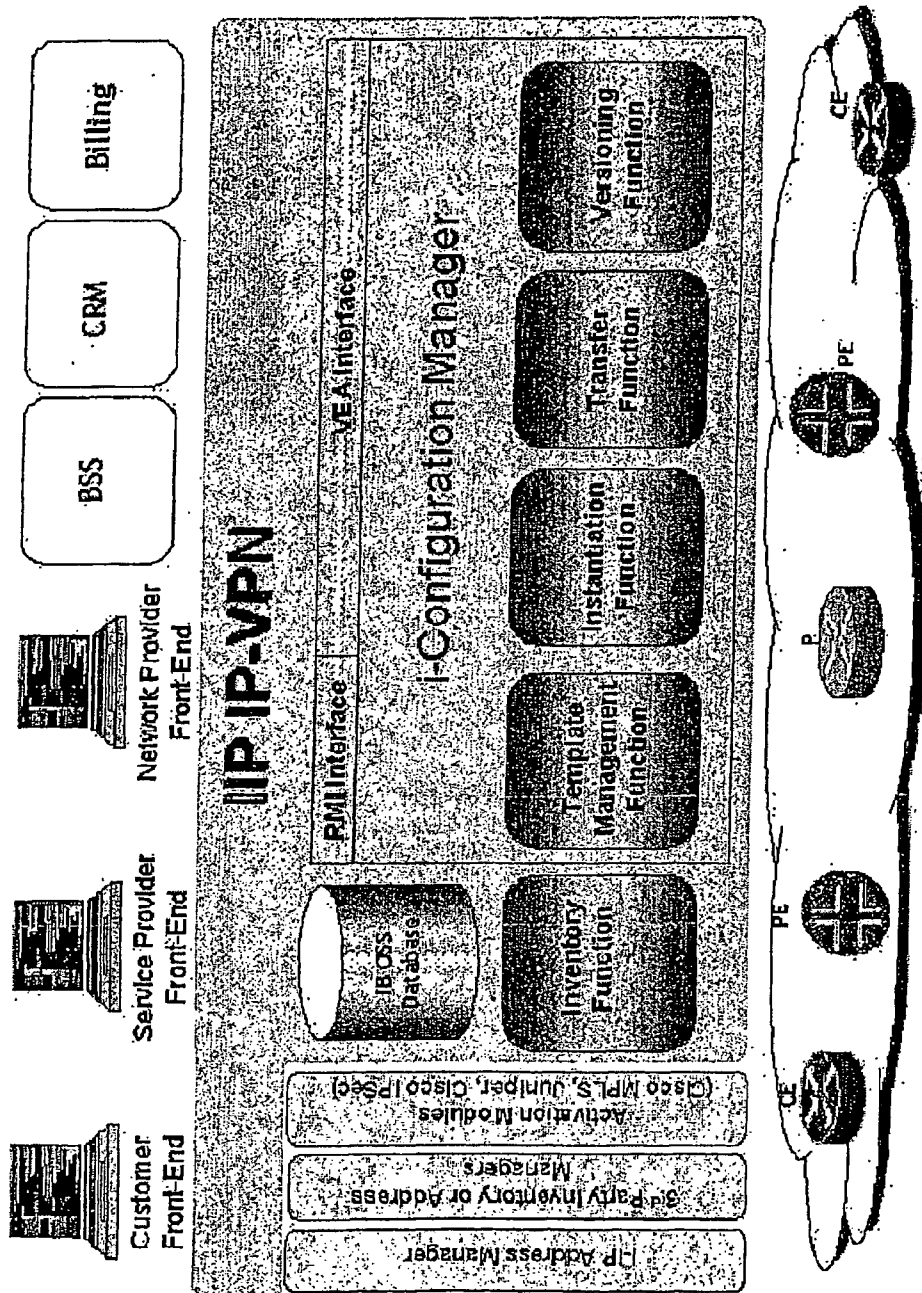 Customer
Front-End
Service Provider
Front-End
Network Provider
Front-End
BSS
CRM
Billing
IIP IP-VPN
I-IP Address Manager
3rd Party Inventory or Address
Managers
Activation Modules
(Cisco MPLS, Juniper, Cisco IPSec)
IBOSS
Database
RMI Interface
VEA Interface
i-Configuration Manager
Inventory
Function
Template
Management
Function
Instantiation
Function
Transfer
Function
Versioning
Function
CE
PE
P
PE
CE